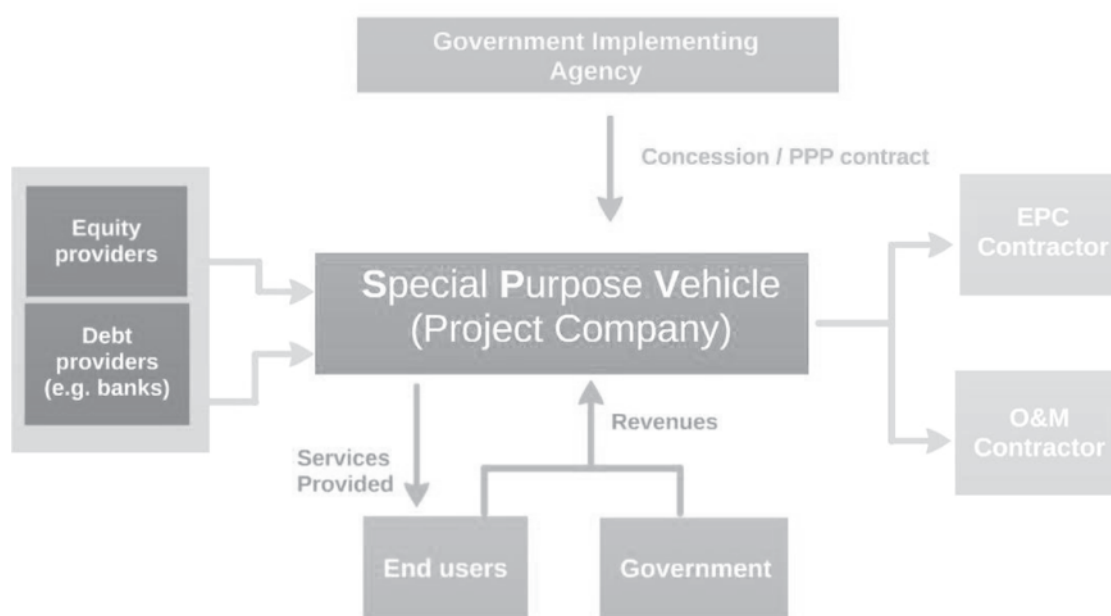 Government Implementing
Agency
Concession / PPP contract
Equity
providers
Debt
providers
(e.g. banks)
Special Purpose Vehicle
(Project Company)
EPC
Contractor
O&M
Contractor
Revenues
Services
Provided
End users
Government